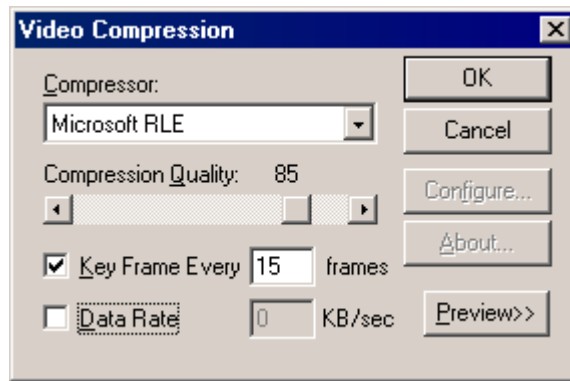 Video Compression
Compressor:
Microsoft RLE
Compression Quality: 85
Key Frame Every 15 frames
Data Rate 0 KB/sec
OK
Cancel
Configure...
About...
Preview>>